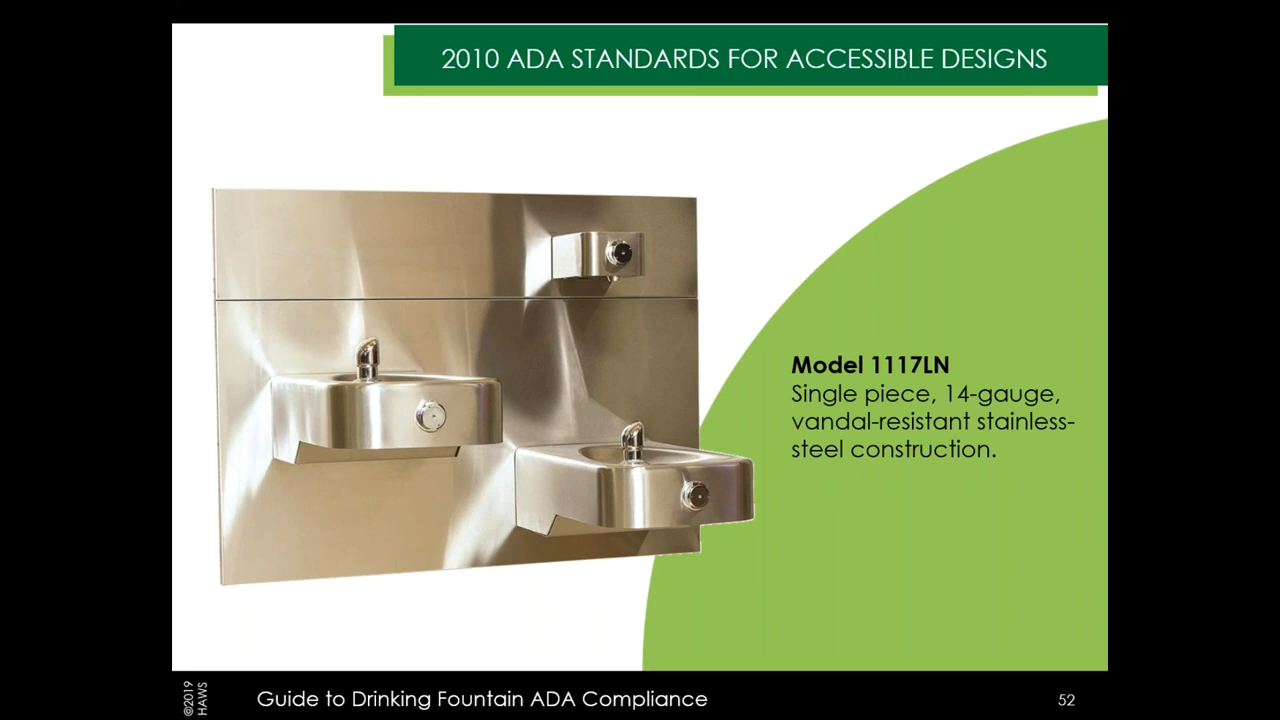 2010 ADA STANDARDS FOR ACCESSIBLE DESIGNS
Model 1117LN
Single piece, 14-gauge,
vandal-resistant stainless-
steel construction.
©2019
HAWS
Guide to Drinking Fountain ADA Compliance
52